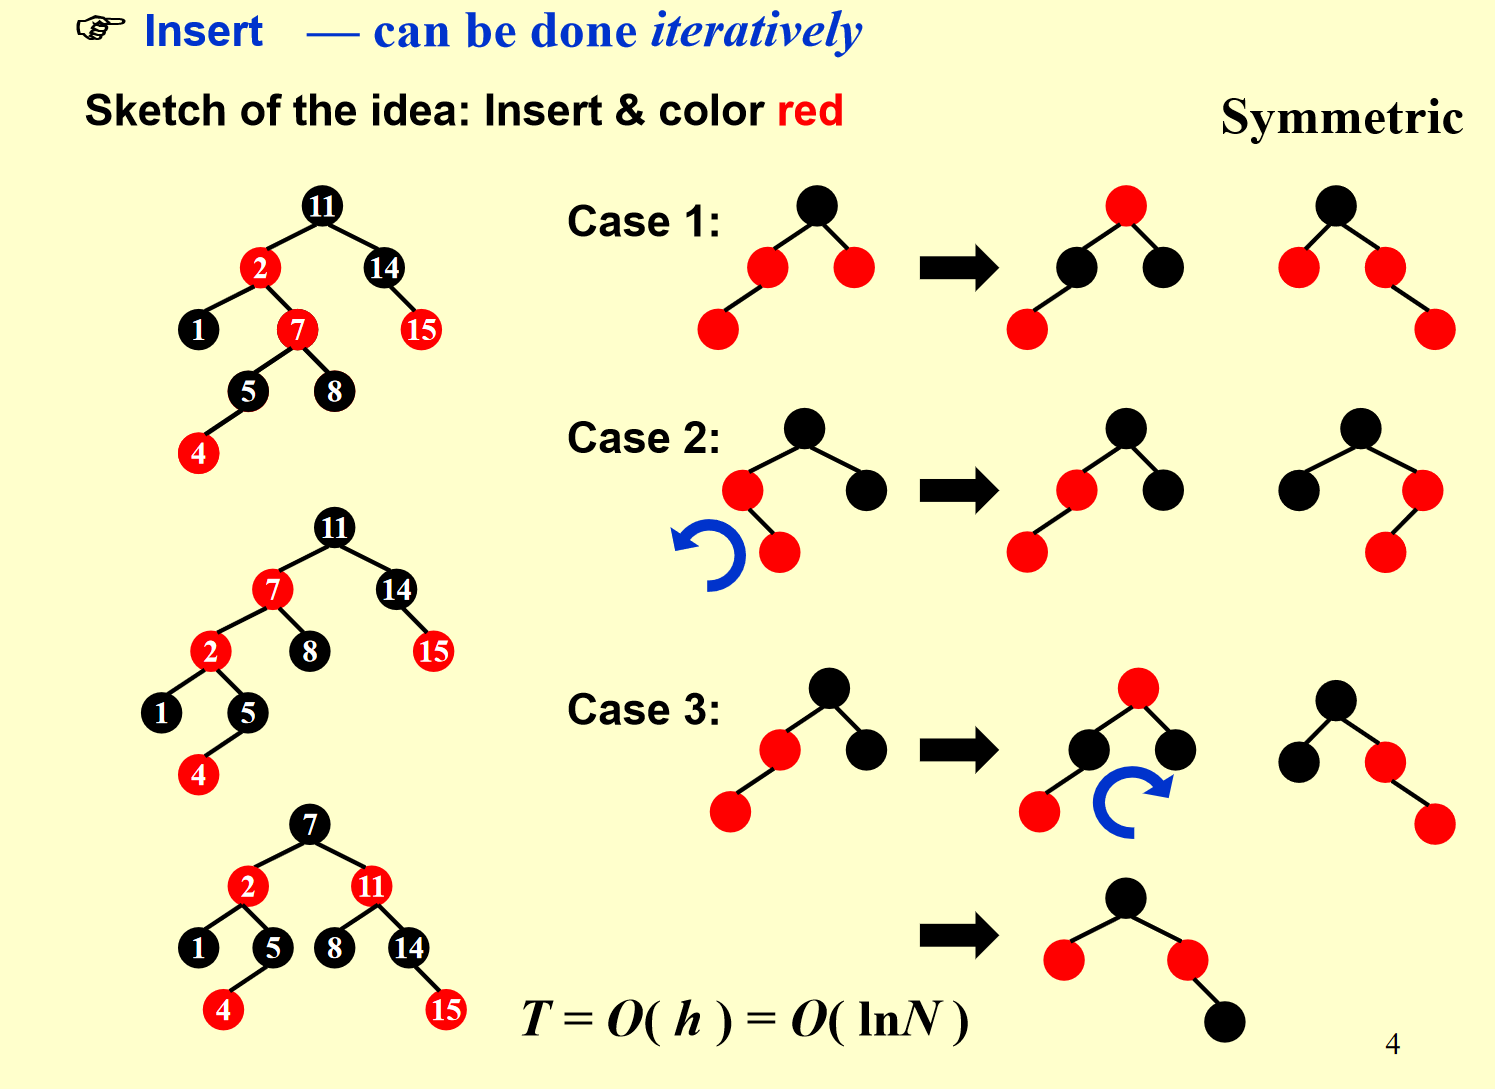 ☞ Insert — can be done iteratively
Sketch of the idea: Insert & color red
Symmetric
11
2 14
1 7 15
5 8
4
11
7 14
2 8 15
1 5
4
7
2 11
1 5 8 14
4 15
Case 1:
Case 2:
Case 3:
T = O( h ) = O( lnN )
4